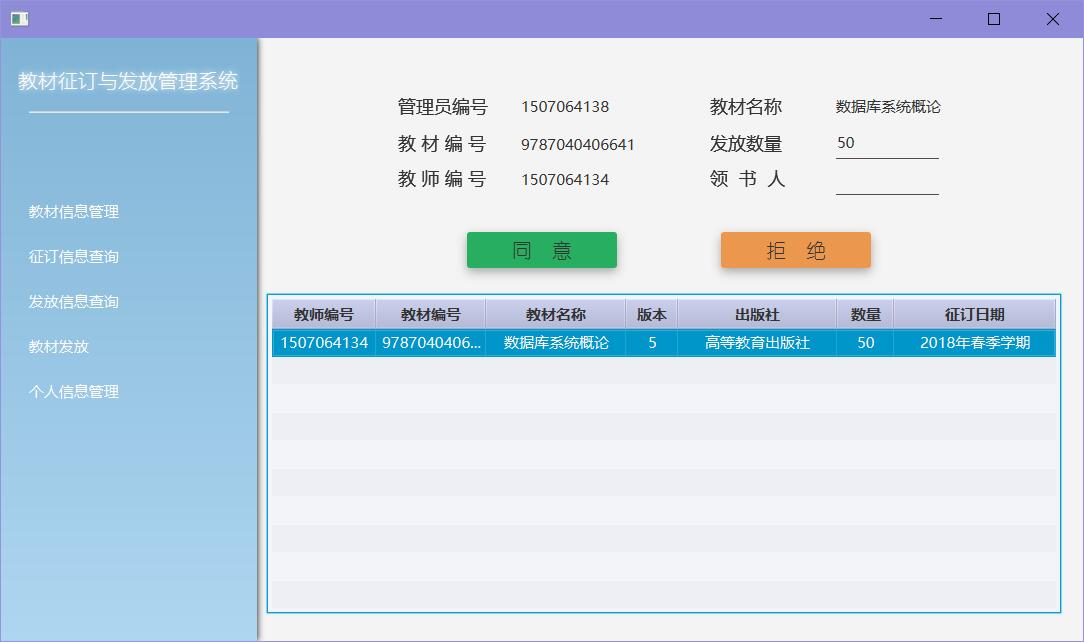 教材征订与发放管理系统
教材信息管理
征订信息查询
发放信息查询
教材发放
个人信息管理
管理员编号 1507064138 教材名称 数据库系统概论
教材编号 9787040406641 发放数量 50
教师编号 1507064134 领书人
同意 拒绝
教师编号 教材编号 教材名称 版本 出版社 数量 征订日期
1507064134 9787040406... 数据库系统概论 5 高等教育出版社 50 2018年春季学期